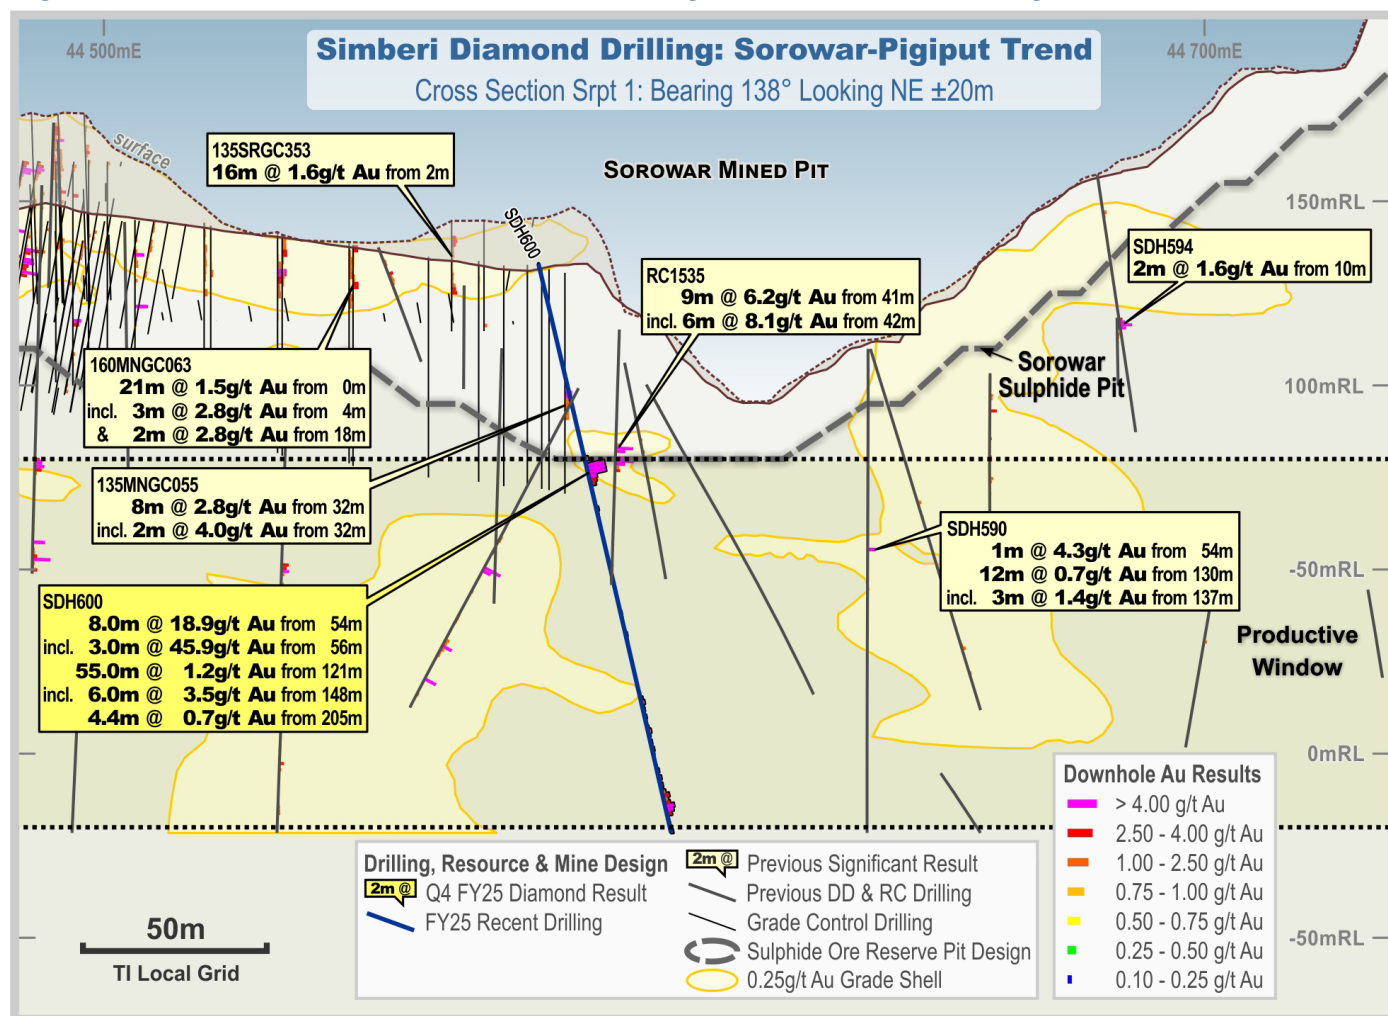 44 500mE
44 700mE
Simberi Diamond Drilling: Sorowar-Pigiput Trend
Cross Section Srpt 1: Bearing 138° Looking NE ±20m
surface
135SRGC353
16m @ 1.6g/t Au from 2m
SOROWAR MINED PIT
SDH600
150mRL
SDH594
2m @ 1.6g/t Au from 10m
RC1535
9m @ 6.2g/t Au from 41m
incl. 6m @ 8.1g/t Au from 42m
160MNGC063
21m @ 1.5g/t Au from 0m
incl. 3m @ 2.8g/t Au from 4m
& 2m @ 2.8g/t Au from 18m
Sorowar
Sulphide Pit
100mRL
135MNGC055
8m @ 2.8g/t Au from 32m
incl. 2m @ 4.0g/t Au from 32m
SDH590
1m @ 4.3g/t Au from 54m
12m @ 0.7g/t Au from 130m
incl. 3m @ 1.4g/t Au from 137m
-50mRL
SDH600
8.0m @ 18.9g/t Au from 54m
incl. 3.0m @ 45.9g/t Au from 56m
55.0m @ 1.2g/t Au from 121m
incl. 6.0m @ 3.5g/t Au from 148m
4.4m @ 0.7g/t Au from 205m
Productive
Window
0mRL
Downhole Au Results
> 4.00 g/t Au
2.50 - 4.00 g/t Au
1.00 - 2.50 g/t Au
0.75 - 1.00 g/t Au
0.50 - 0.75 g/t Au
0.25 - 0.50 g/t Au
0.10 - 0.25 g/t Au
Drilling, Resource & Mine Design
2m @ Q4 FY25 Diamond Result
FY25 Recent Drilling
2m @ Previous Significant Result
Previous DD & RC Drilling
Grade Control Drilling
Sulphide Ore Reserve Pit Design
0.25g/t Au Grade Shell
50m
TI Local Grid
-50mRL